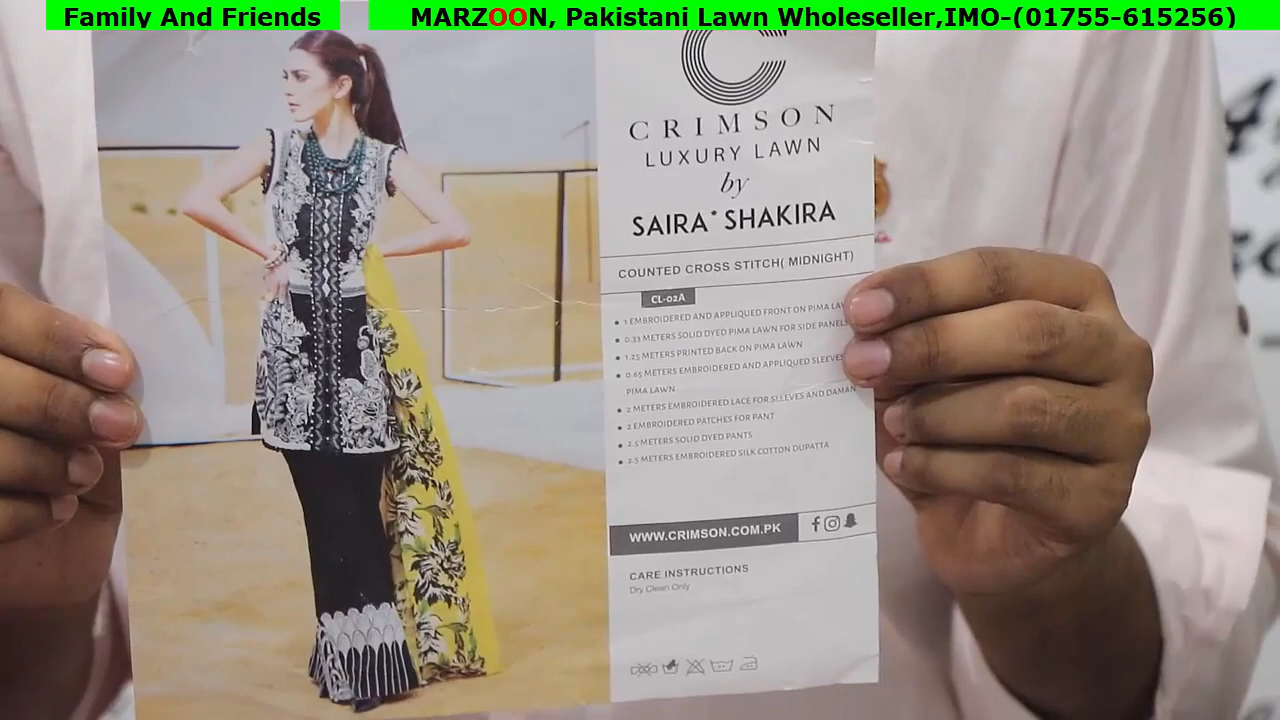 Family And Friends
MARZOON, Pakistani Lawn Wholeseller,IMO-(01755-615256)
CRIMSON
LUXURY LAWN
by
SAIRA* SHAKIRA
COUNTED CROSS STITCH( MIDNIGHT)
CL-02A
• 1 EMBROIDERED AND APPLIQUED FRONT ON PIMA
• 0.33 METERS SOLID DYED PIMA LAWN FOR SIDE PANELS
• 1.25 METERS PRINTED BACK ON PIMA LAWN
• 0.65 METERS EMBROIDERED AND APPLIQUED SLEEVES
PIMA LAWN
• 2 METERS EMBROIDERED LACE FOR SLEEVES AND DAMAN
• 2 EMBROIDERED PATCHES FOR PANT
• 2.5 METERS SOLID DYED PANTS
• 2.5 METERS EMBROIDERED SILK COTTON DUPATTA
WWW.CRIMSON.COM.PK
CARE INSTRUCTIONS
Dry Clean Only